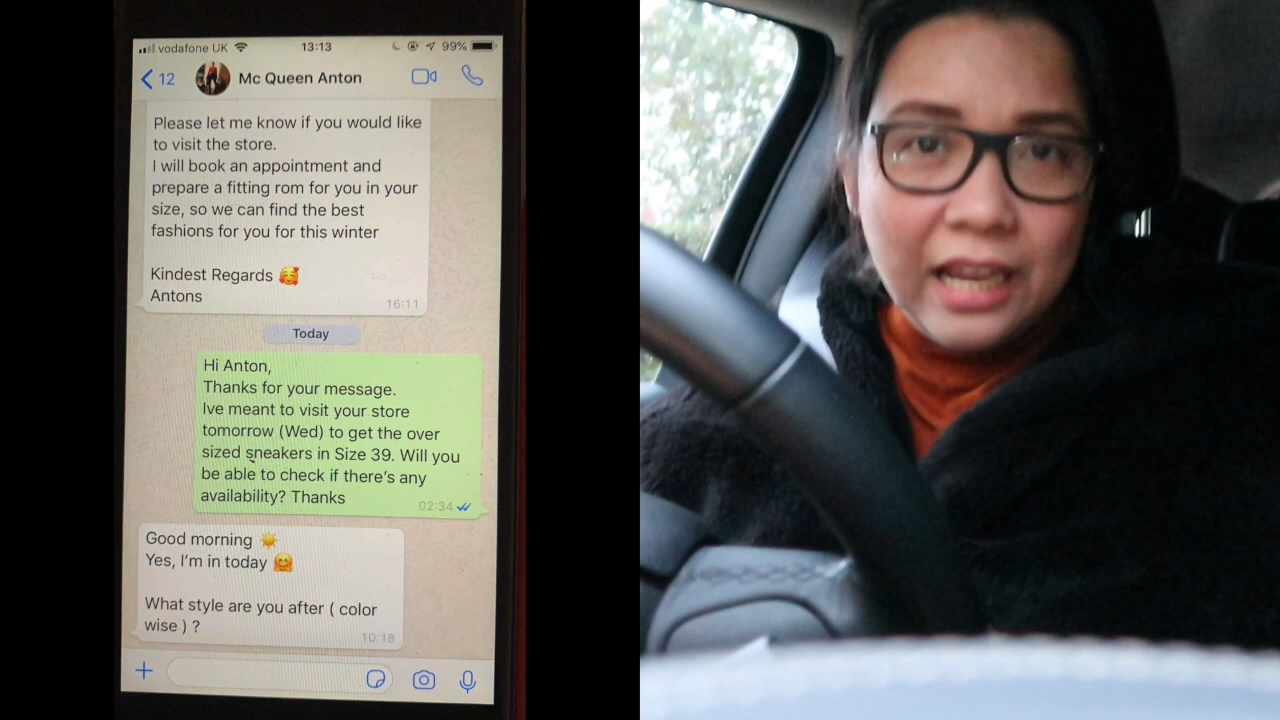 vodafone UK 13:13 99%
12 Mc Queen Anton
Please let me know if you would like
to visit the store.
I will book an appointment and
prepare a fitting rom for you in your
size, so we can find the best
fashions for you for this winter
Kindest Regards 🥰
Antons
16:11
Today
Hi Anton,
Thanks for your message.
Ive meant to visit your store
tomorrow (Wed) to get the over
sized sneakers in Size 39. Will you
be able to check if there's any
availability? Thanks
02:34
Good morning ☀️
Yes, I'm in today 🤗
What style are you after ( color
wise ) ?
10:18